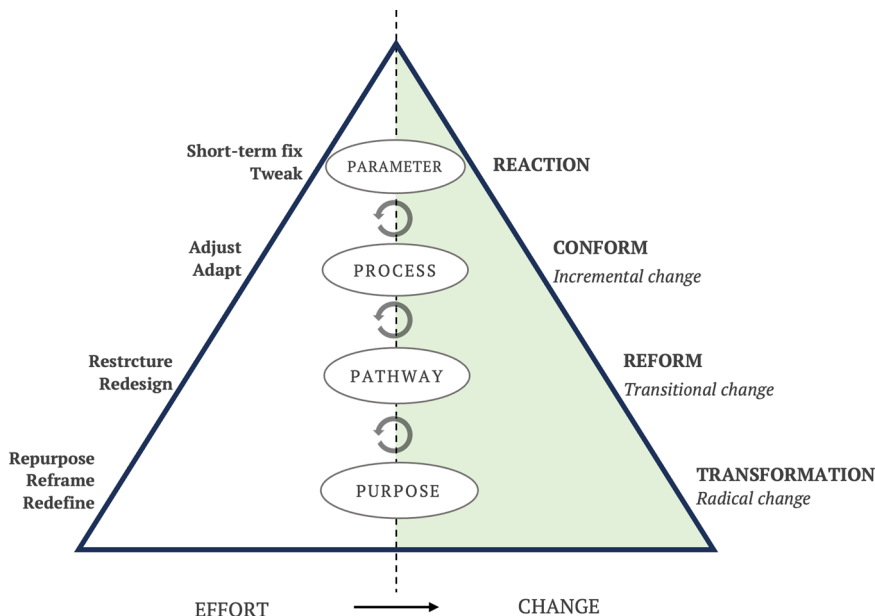 Short-term fix
Tweak
PARAMETER
REACTION
Adjust
Adapt
PROCESS
CONFORM
Incremental change
Restrcture
Redesign
PATHWAY
REFORM
Transitional change
Repurpose
Reframe
Redefine
PURPOSE
TRANSFORMATION
Radical change
EFFORT
CHANGE